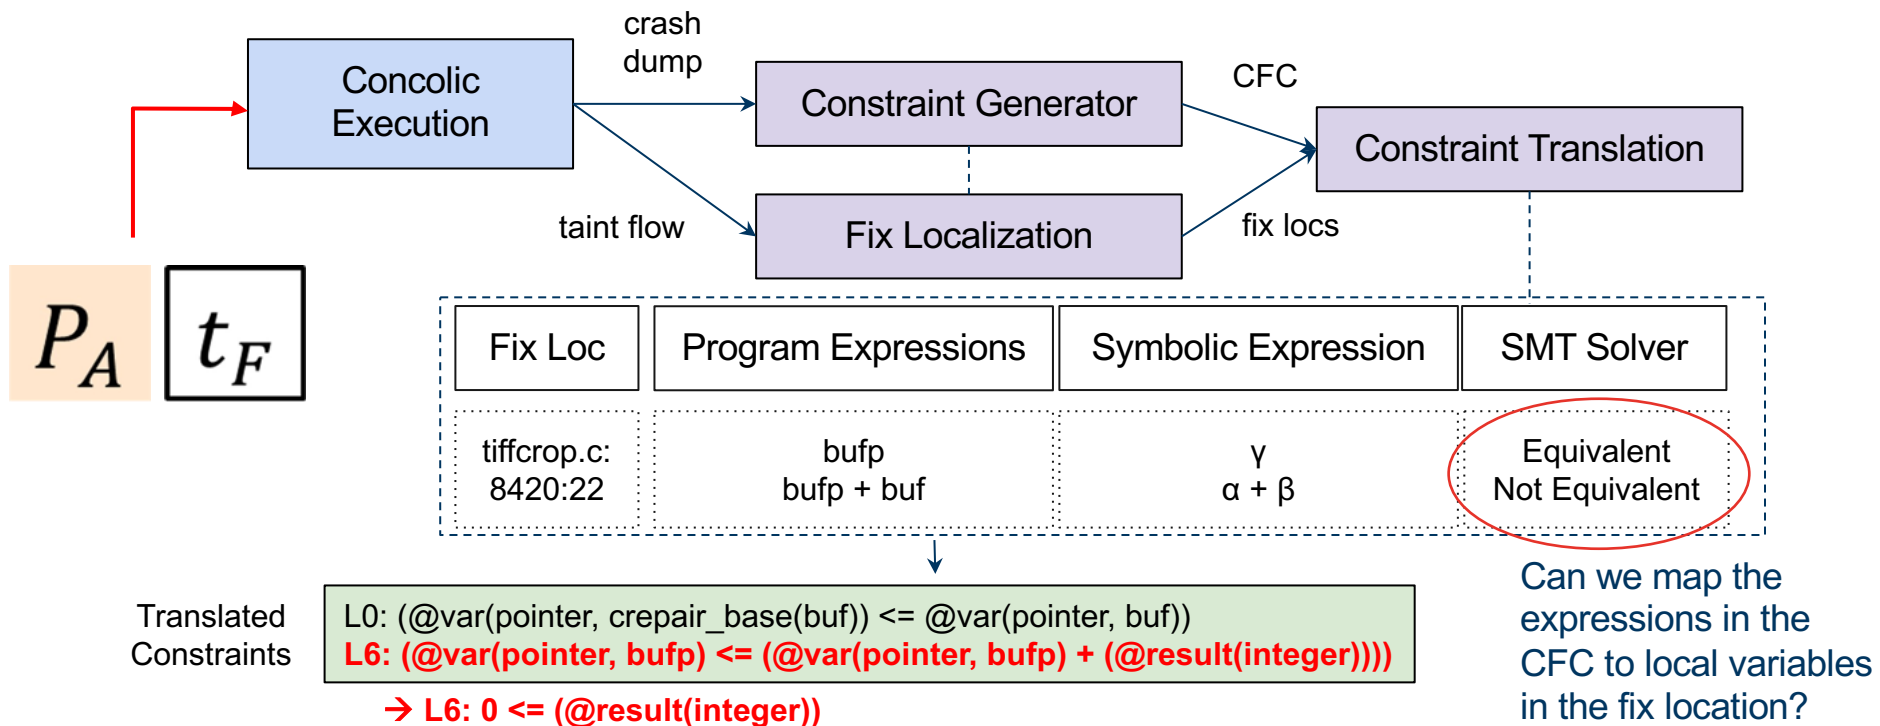 crash
dump
Concolic
Execution
Constraint Generator
CFC
Constraint Translation
taint flow
Fix Localization
fix locs
P_A
t_F
Fix Loc
Program Expressions
Symbolic Expression
SMT Solver
tiffcrop.c:
8420:22
bufp
bufp + buf
γ
α + β
Equivalent
Not Equivalent
Translated
Constraints
L0: (@var(pointer, crepair_base(buf)) <= @var(pointer, buf))
L6: (@var(pointer, bufp) <= (@var(pointer, bufp) + (@result(integer))))
→ L6: 0 <= (@result(integer))
Can we map the
expressions in the
CFC to local variables
in the fix location?